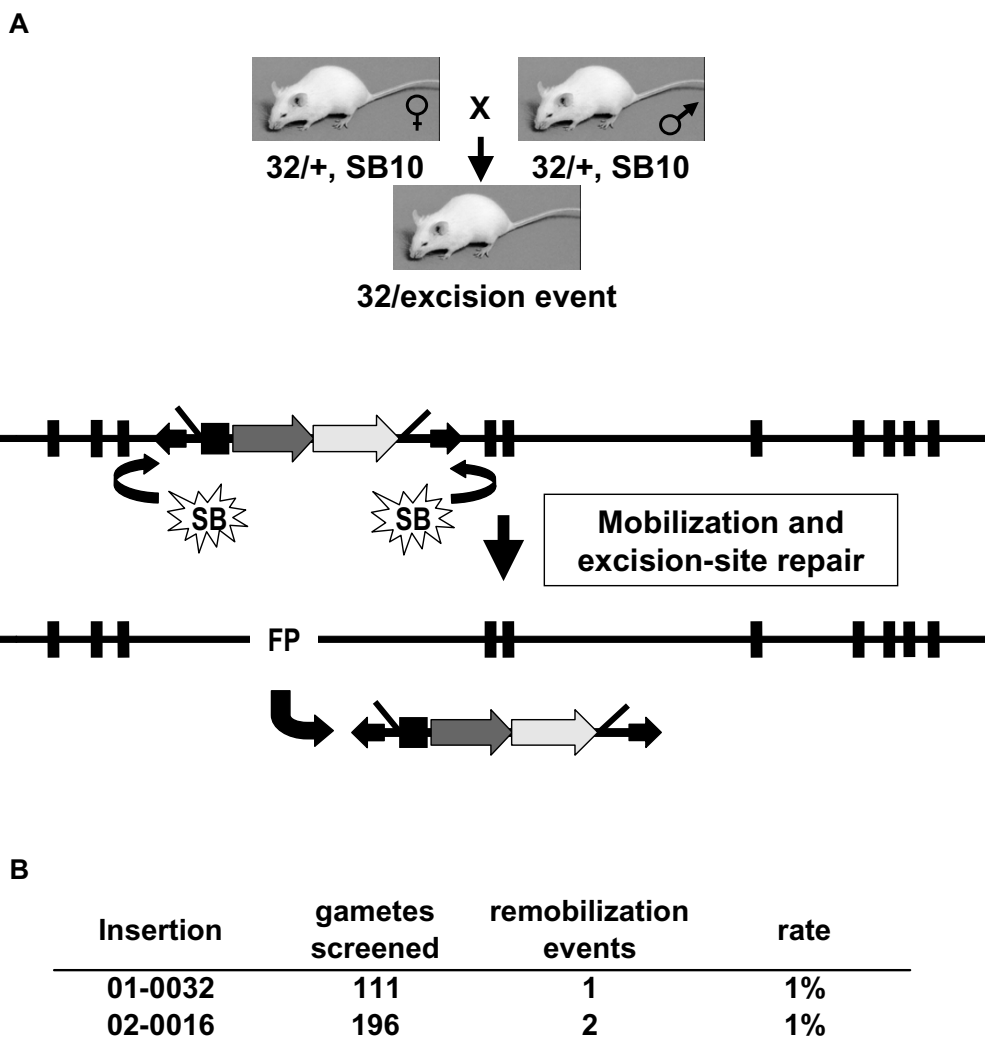 A
X
32/+, SB10 32/+, SB10
32/excision event
SB SB
Mobilization and
excision-site repair
FP
B
Insertion gametes screened remobilization events rate
01-0032 111 1 1%
02-0016 196 2 1%